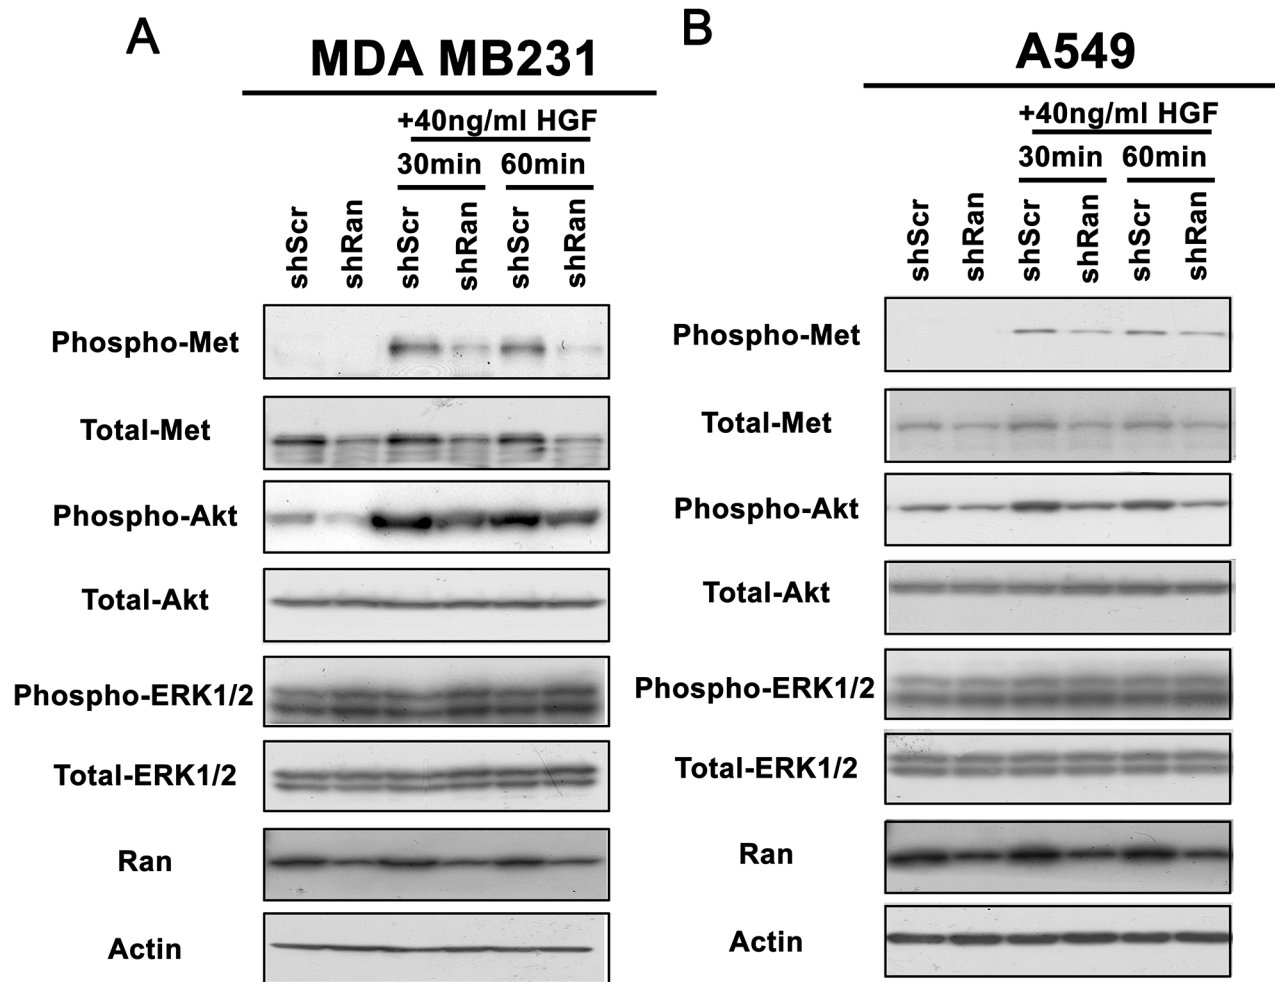 A
MDA MB231
+40ng/ml HGF
30min 60min
shScr shRan shScr shRan shScr shRan
Phospho-Met
Total-Met
Phospho-Akt
Total-Akt
Phospho-ERK1/2
Total-ERK1/2
Ran
Actin
B
A549
+40ng/ml HGF
30min 60min
shScr shRan shScr shRan shScr shRan
Phospho-Met
Total-Met
Phospho-Akt
Total-Akt
Phospho-ERK1/2
Total-ERK1/2
Ran
Actin